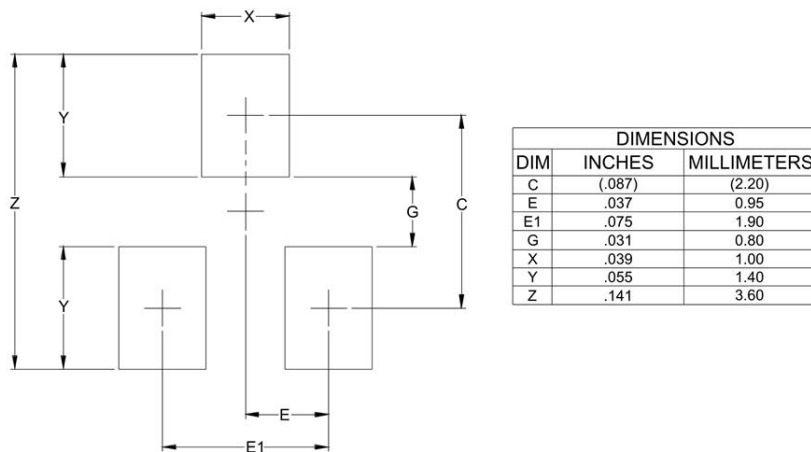 X
Z
Y
G
C
Y
E
E1
DIMENSIONS
DIM INCHES MILLIMETERS
C (.087) (2.20)
E .037 0.95
E1 .075 1.90
G .031 0.80
X .039 1.00
Y .055 1.40
Z .141 3.60